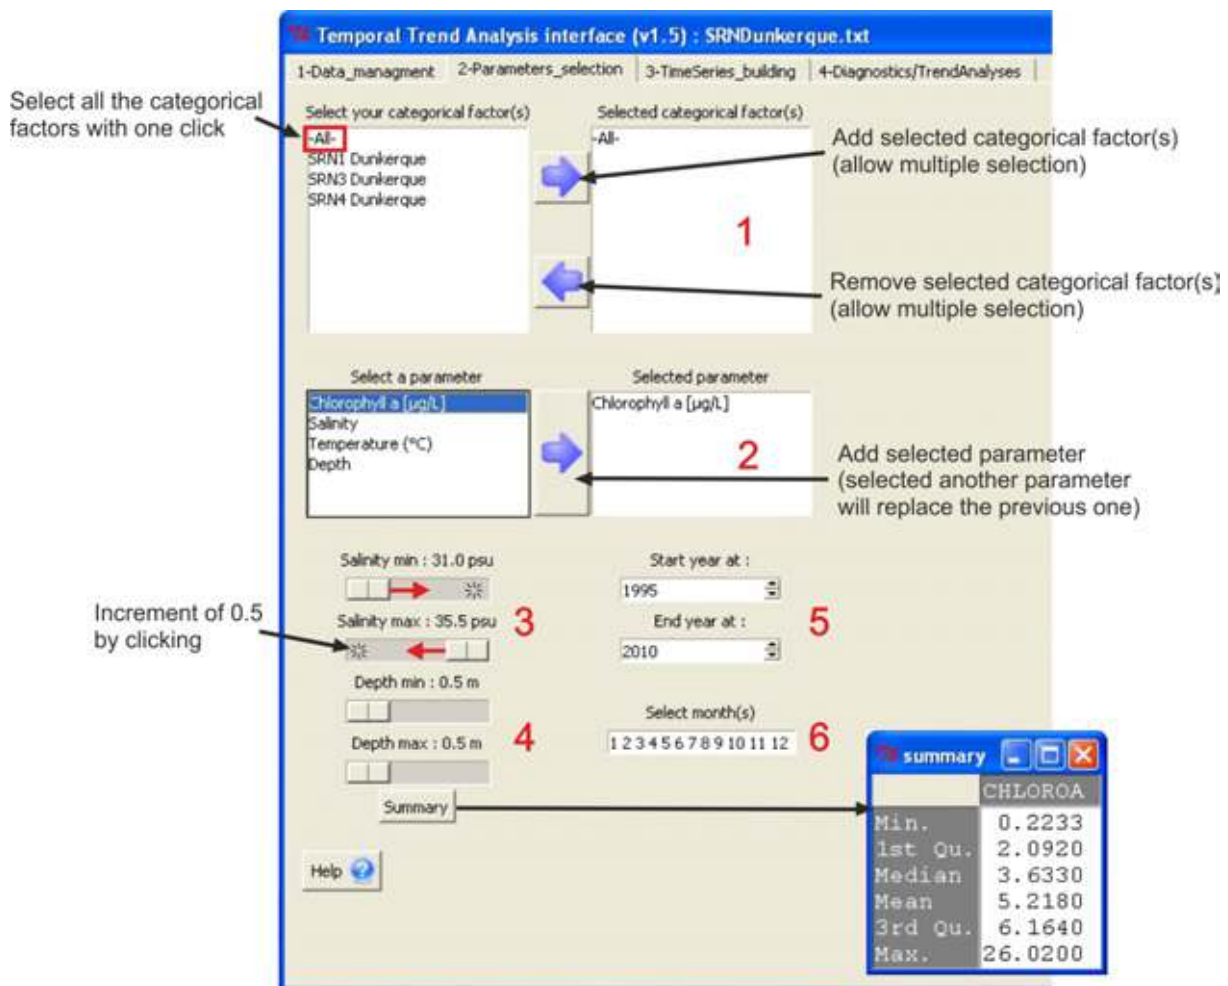 Temporal Trend Analysis interface (v1.5) : SRNDunkerque.txt
1-Data_managment 2-Parameters_selection 3-TimeSeries_building 4-Diagnostics/TrendAnalyses
Select all the categorical
factors with one click
Select your categorical factor(s)
-All-
SRN1 Dunkerque
SRN3 Dunkerque
SRN4 Dunkerque
Selected categorical factor(s)
-All-
1
Add selected categorical factor(s)
(allow multiple selection)
Remove selected categorical factor(s)
(allow multiple selection)
Select a parameter
Chlorophyll a [µg/L]
Salinity
Temperature (°C)
Depth
Selected parameter
Chlorophyll a [µg/L]
2
Add selected parameter
(selected another parameter
will replace the previous one)
Salinity min : 31.0 psu
Salinity max : 35.5 psu
3
Increment of 0.5
by clicking
Depth min : 0.5 m
Depth max : 0.5 m
4
Start year at :
1995
End year at :
2010
5
Select month(s)
1 2 3 4 5 6 7 8 9 10 11 12
6
Summary
Help
summary
CHLOROA
Min. 0.2233
1st Qu. 2.0920
Median 3.6330
Mean 5.2180
3rd Qu. 6.1640
Max. 26.0200